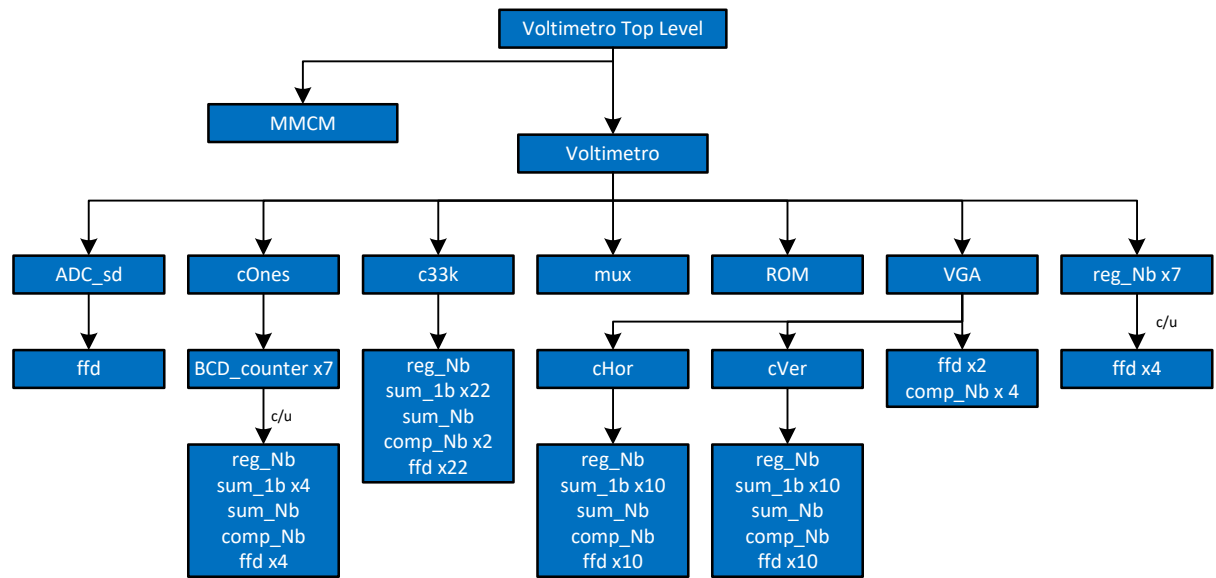 Voltimetro Top Level
MMCM
Voltimetro
ADC_sd
cOnes
c33k
mux
ROM
VGA
reg_Nb x7
c/u
ffd
BCD_counter x7
c/u
reg_Nb
sum_1b x4
sum_Nb
comp_Nb
ffd x4
reg_Nb
sum_1b x22
sum_Nb
comp_Nb x2
ffd x22
cHor
reg_Nb
sum_1b x10
sum_Nb
comp_Nb
ffd x10
cVer
reg_Nb
sum_1b x10
sum_Nb
comp_Nb
ffd x10
ffd x2
comp_Nb x 4
ffd x4